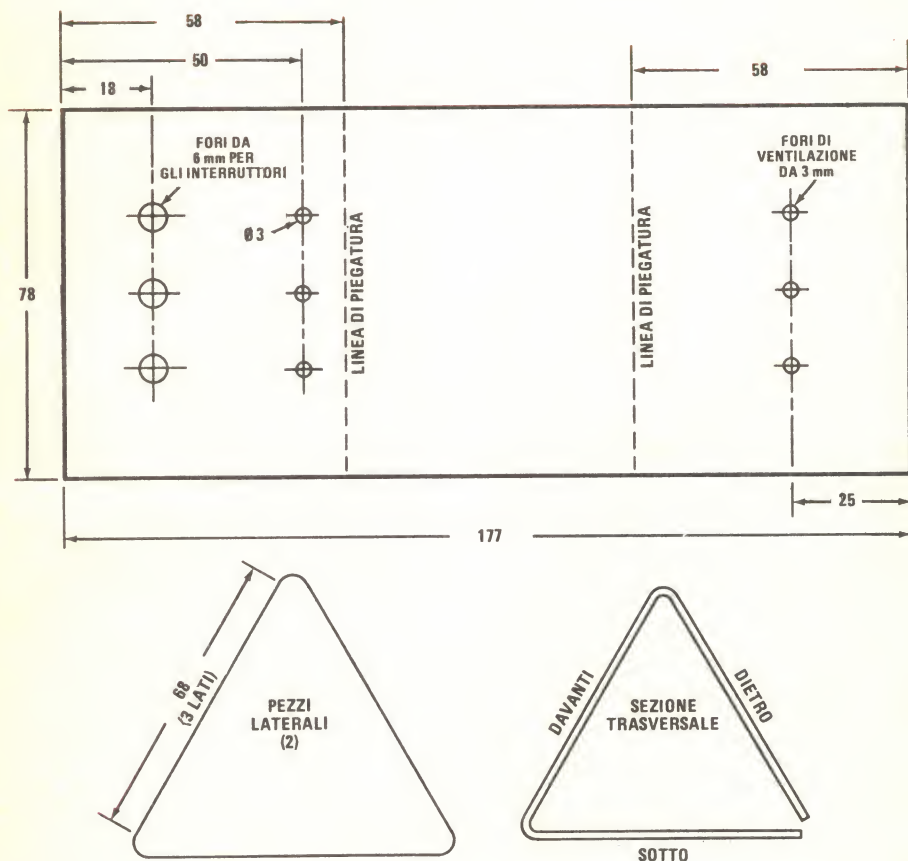 58
50
18
58
FORI DA
6 mm PER
GLI INTERRUTTORI
FORI DI
VENTILAZIONE
DA 3 mm
Ø 3
78
LINEA DI PIEGATURA
LINEA DI PIEGATURA
25
177
68
(3 LATI)
PEZZI
LATERALI
(2)
DAVANTI
SEZIONE
TRASVERSALE
DIETRO
SOTTO